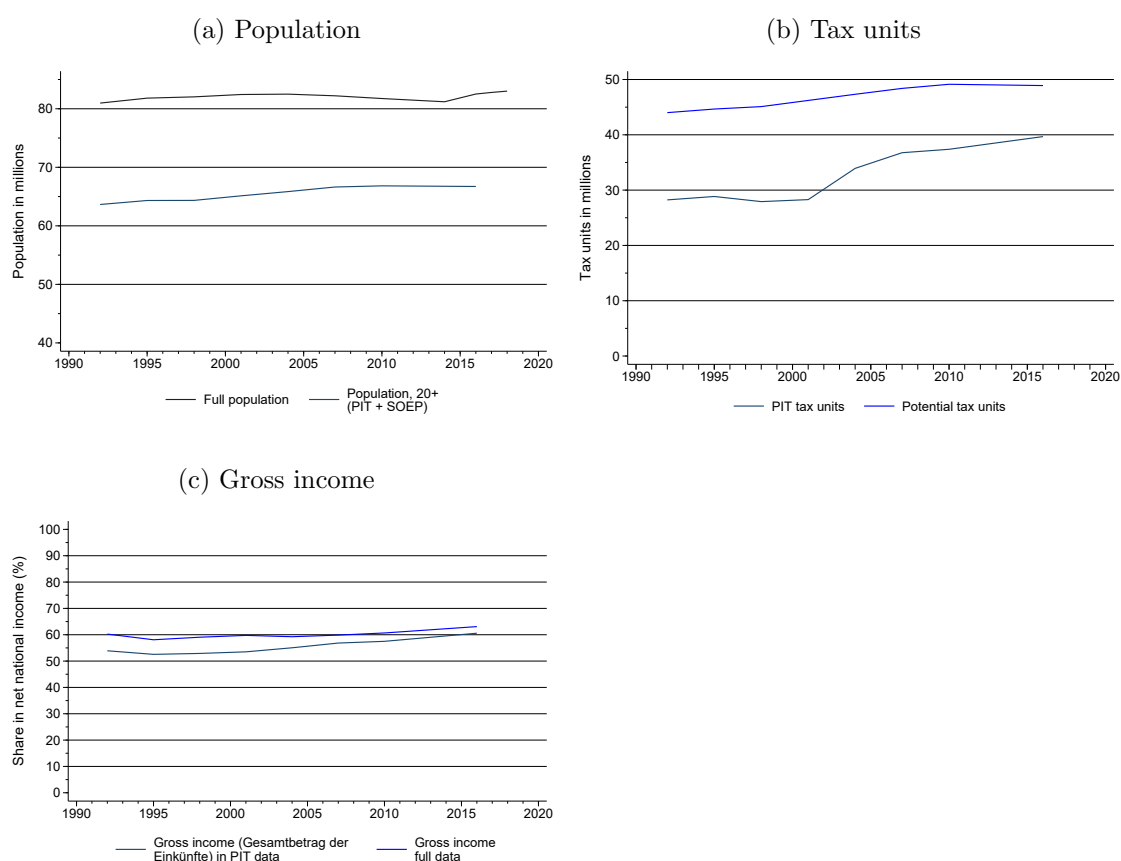 (a) Population
Population in millions
80
70
60
50
40
1990 1995 2000 2005 2010 2015 2020
Full population
Population, 20+
(PIT + SOEP)
(b) Tax units
Tax units in millions
50
40
30
20
10
0
1990 1995 2000 2005 2010 2015 2020
PIT tax units
Potential tax units
(c) Gross income
Share in net national income (%)
100
90
80
70
60
50
40
30
20
10
0
1990 1995 2000 2005 2010 2015 2020
Gross income (Gesamtbetrag der
Einkünfte) in PIT data
Gross income
full data